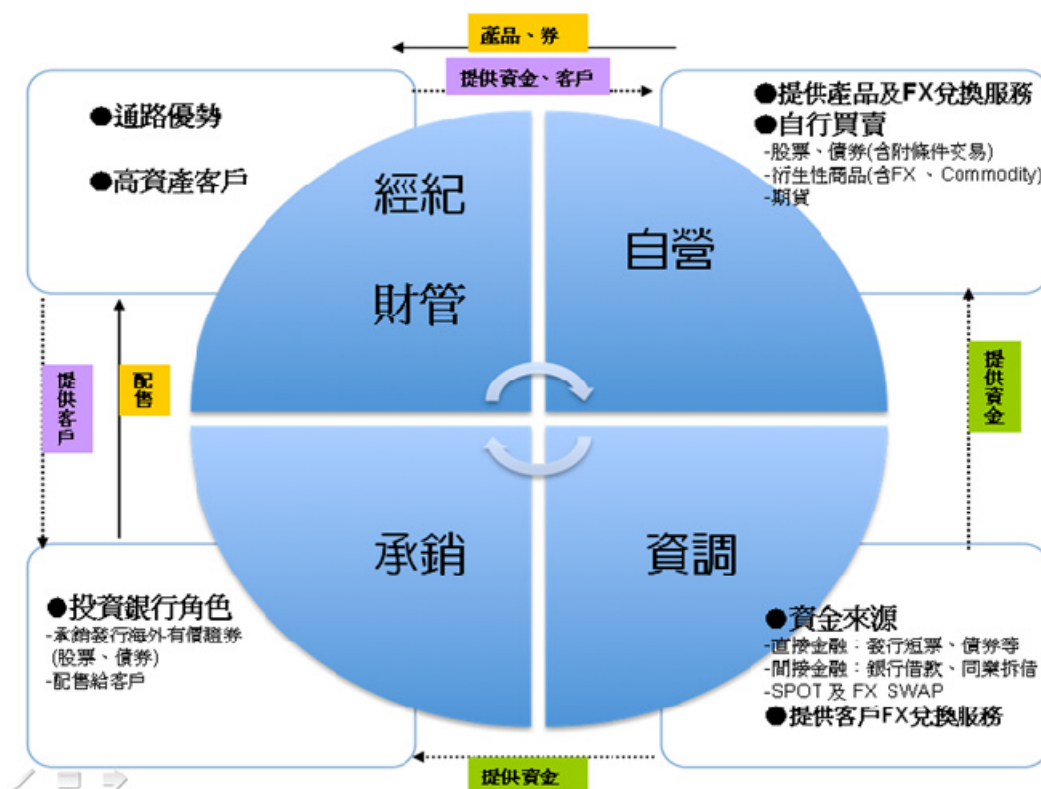 產品、券
提供資金、客戶
●通路優勢
●高資產客戶
●提供產品及FX兌換服務
●自行買賣
-股票、債券(含附條件交易)
-衍生性商品(含FX、Commodity)
-期貨
經紀
財管
自營
提供客戶
配售
提供資金
承銷
資調
●投資銀行角色
-承銷發行海外有價證券
(股票、債券)
-配售給客戶
●資金來源
-直接金融：發行短票、債券等
-間接金融：銀行借款、同業拆借
-SPOT 及 FX SWAP
●提供客戶FX兌換服務
提供資金